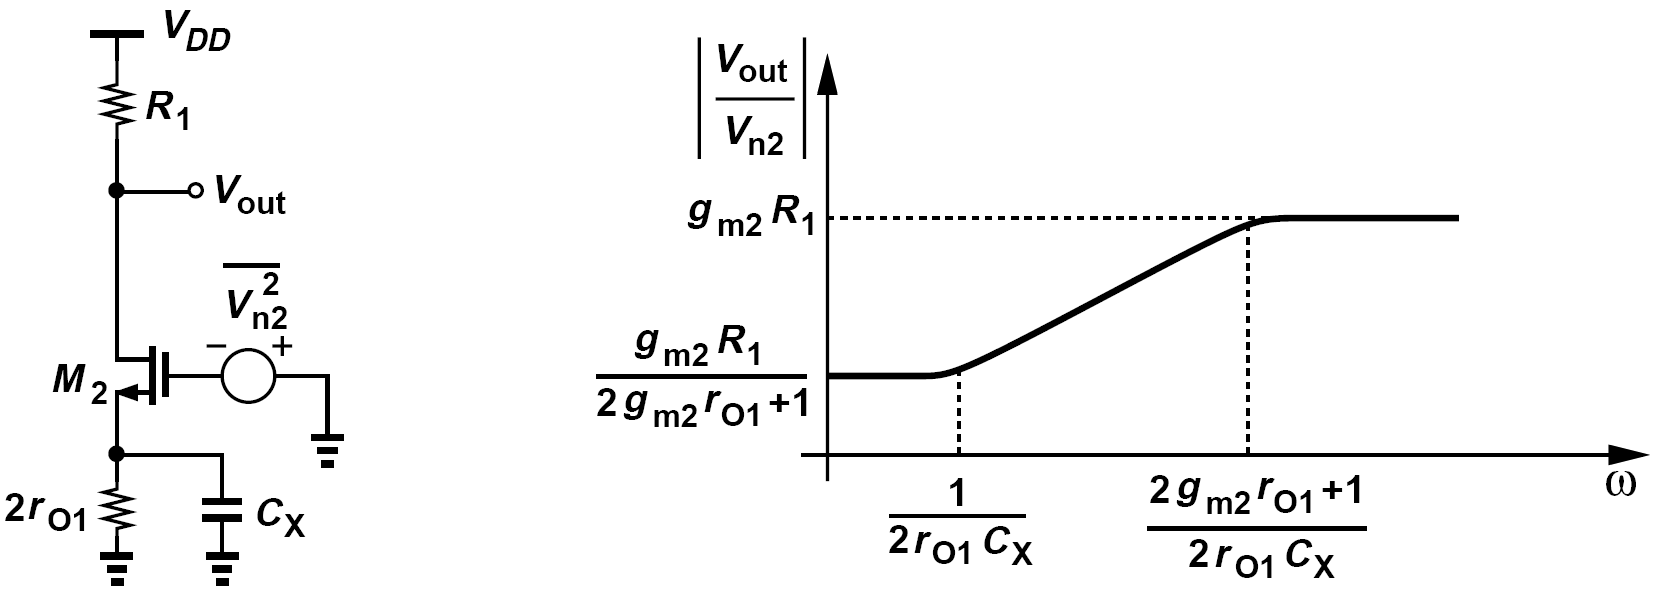 V_DD
R_1
V_out
V_n2^2
− +
M_2
2r_O1
C_X
|V_out / V_n2|
g_m2 R_1
g_m2 R_1
2g_m2 r_O1 +1
1
2r_O1 C_X
2g_m2 r_O1 +1
2r_O1 C_X
ω